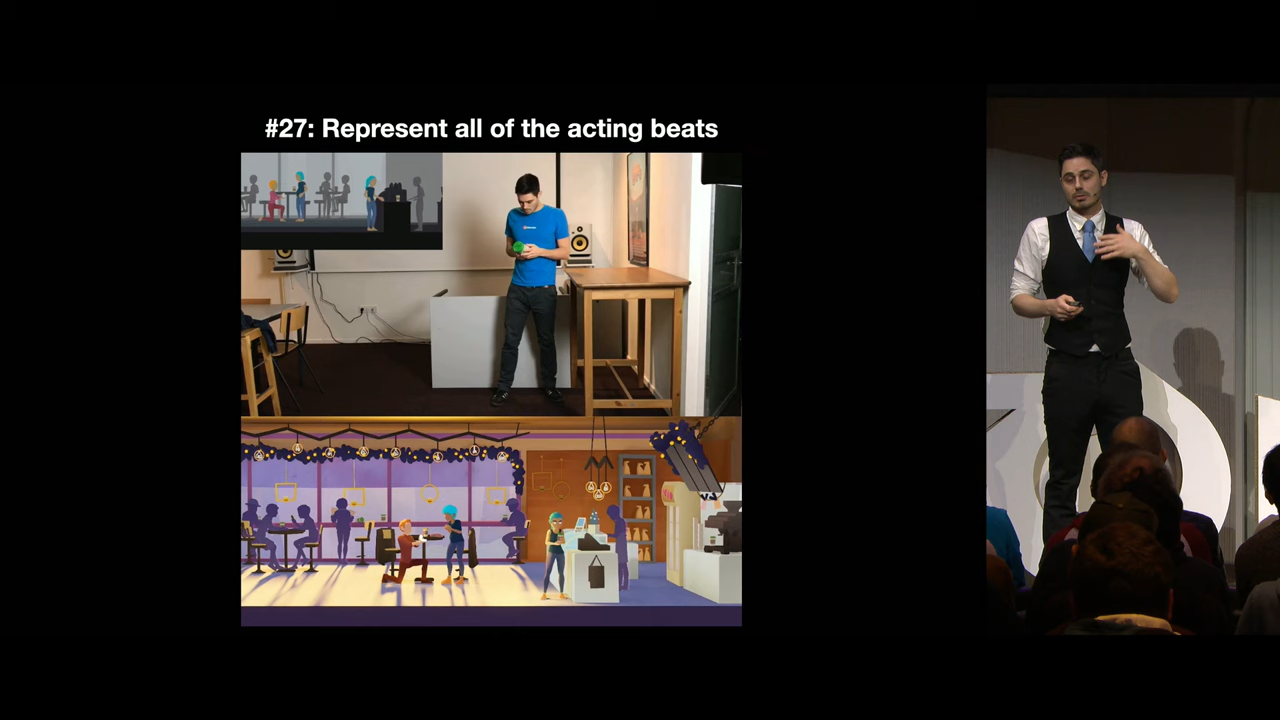 #27: Represent all of the acting beats